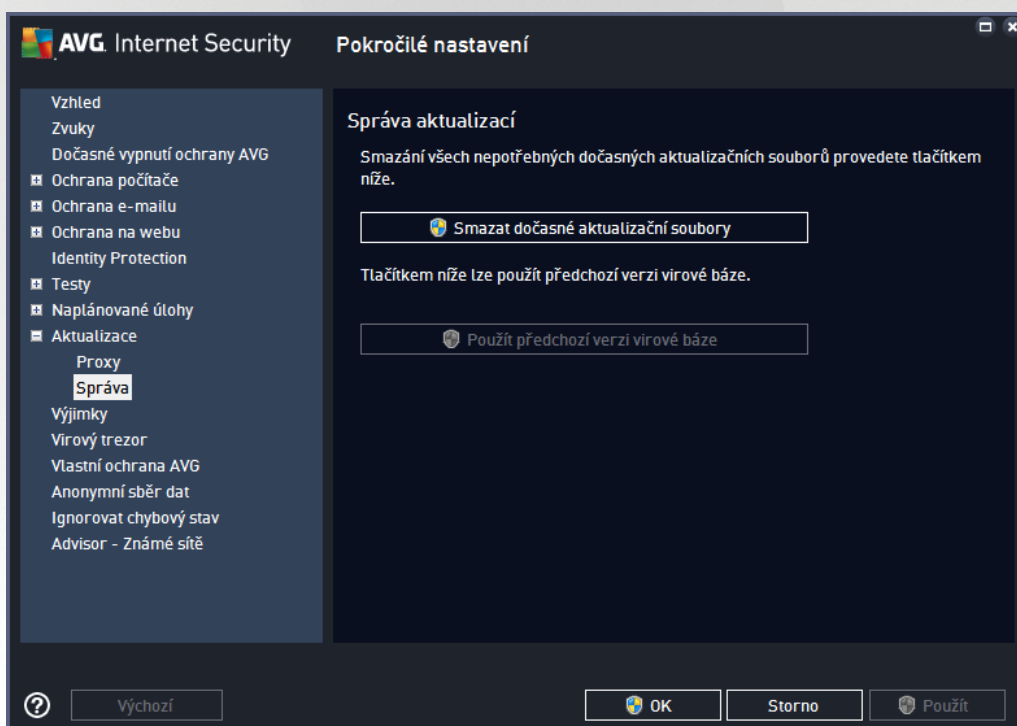 AVG. Internet Security
Pokročilé nastavení
Vzhled
Zvuky
Dočasné vypnutí ochrany AVG
Ochrana počítače
Ochrana e-mailu
Ochrana na webu
Identity Protection
Testy
Naplánované úlohy
Aktualizace
Proxy
Správa
Výjimky
Virový trezor
Vlastní ochrana AVG
Anonymní sběr dat
Ignorovat chybový stav
Advisor - Známé sítě
Správa aktualizací
Smazání všech nepotřebných dočasných aktualizačních souborů provedete tlačítkem
níže.
Smazat dočasné aktualizační soubory
Tlačítkem níže lze použít předchozí verzi virové báze.
Použít předchozí verzi virové báze
Výchozí
OK
Storno
Použít